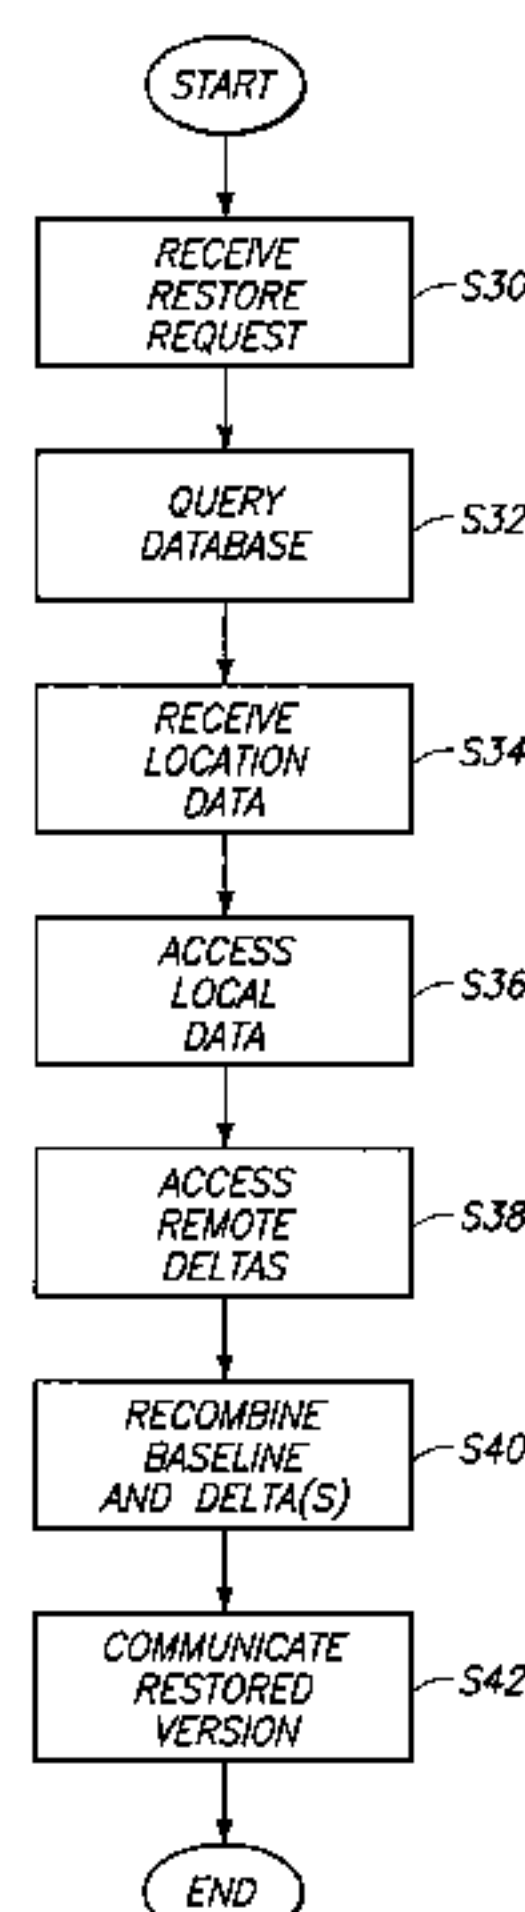 START
RECEIVE
RESTORE
REQUEST
S30
QUERY
DATABASE
S32
RECEIVE
LOCATION
DATA
S34
ACCESS
LOCAL
DATA
S36
ACCESS
REMOTE
DELTAS
S38
RECOMBINE
BASELINE
AND DELTA(S)
S40
COMMUNICATE
RESTORED
VERSION
S42
END